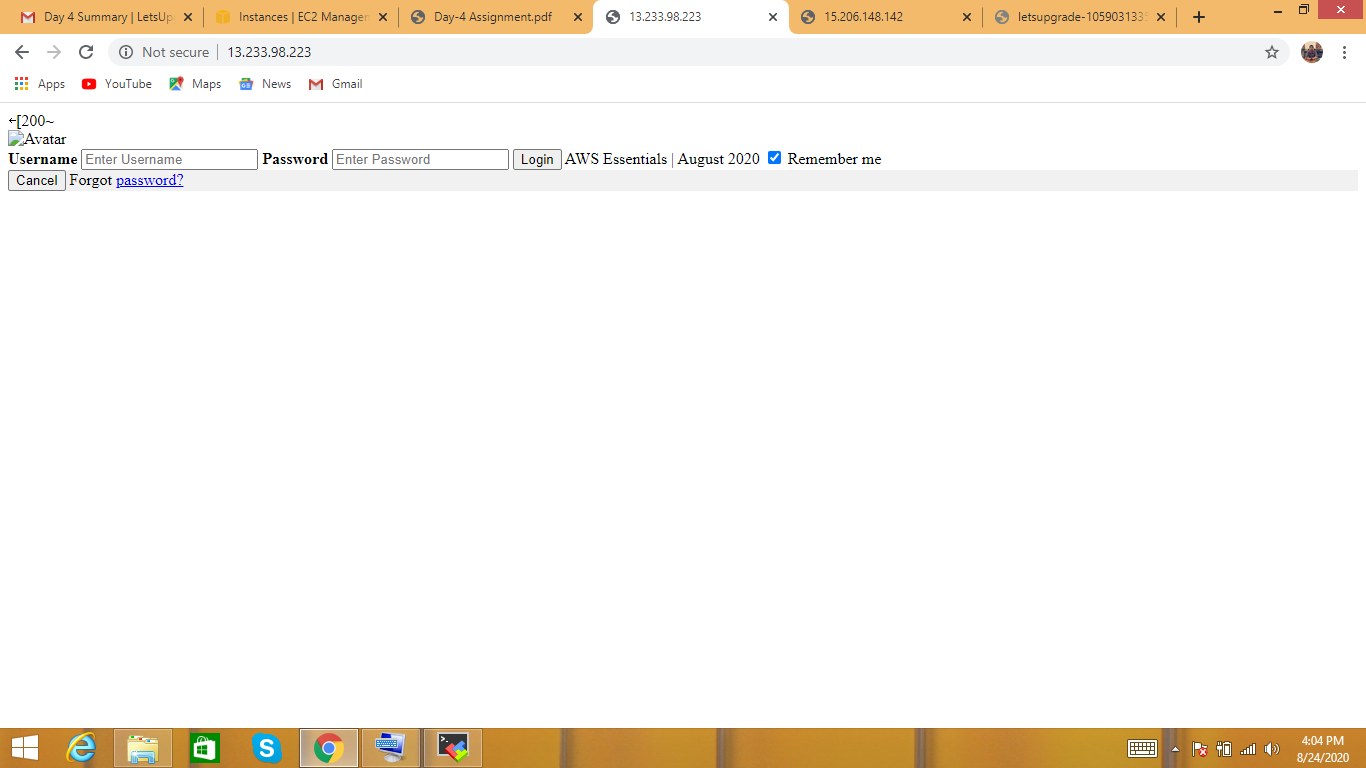 Day 4 Summary | LetsUp
Instances | EC2 Managem
Day-4 Assignment.pdf
13.233.98.223
15.206.148.142
letsupgrade-1059031335
Not secure
13.233.98.223
Apps
YouTube
Maps
News
Gmail
←[200~
Avatar
Username Enter Username Password Enter Password Login AWS Essentials | August 2020 Remember me
Cancel Forgot password?
4:04 PM
8/24/2020